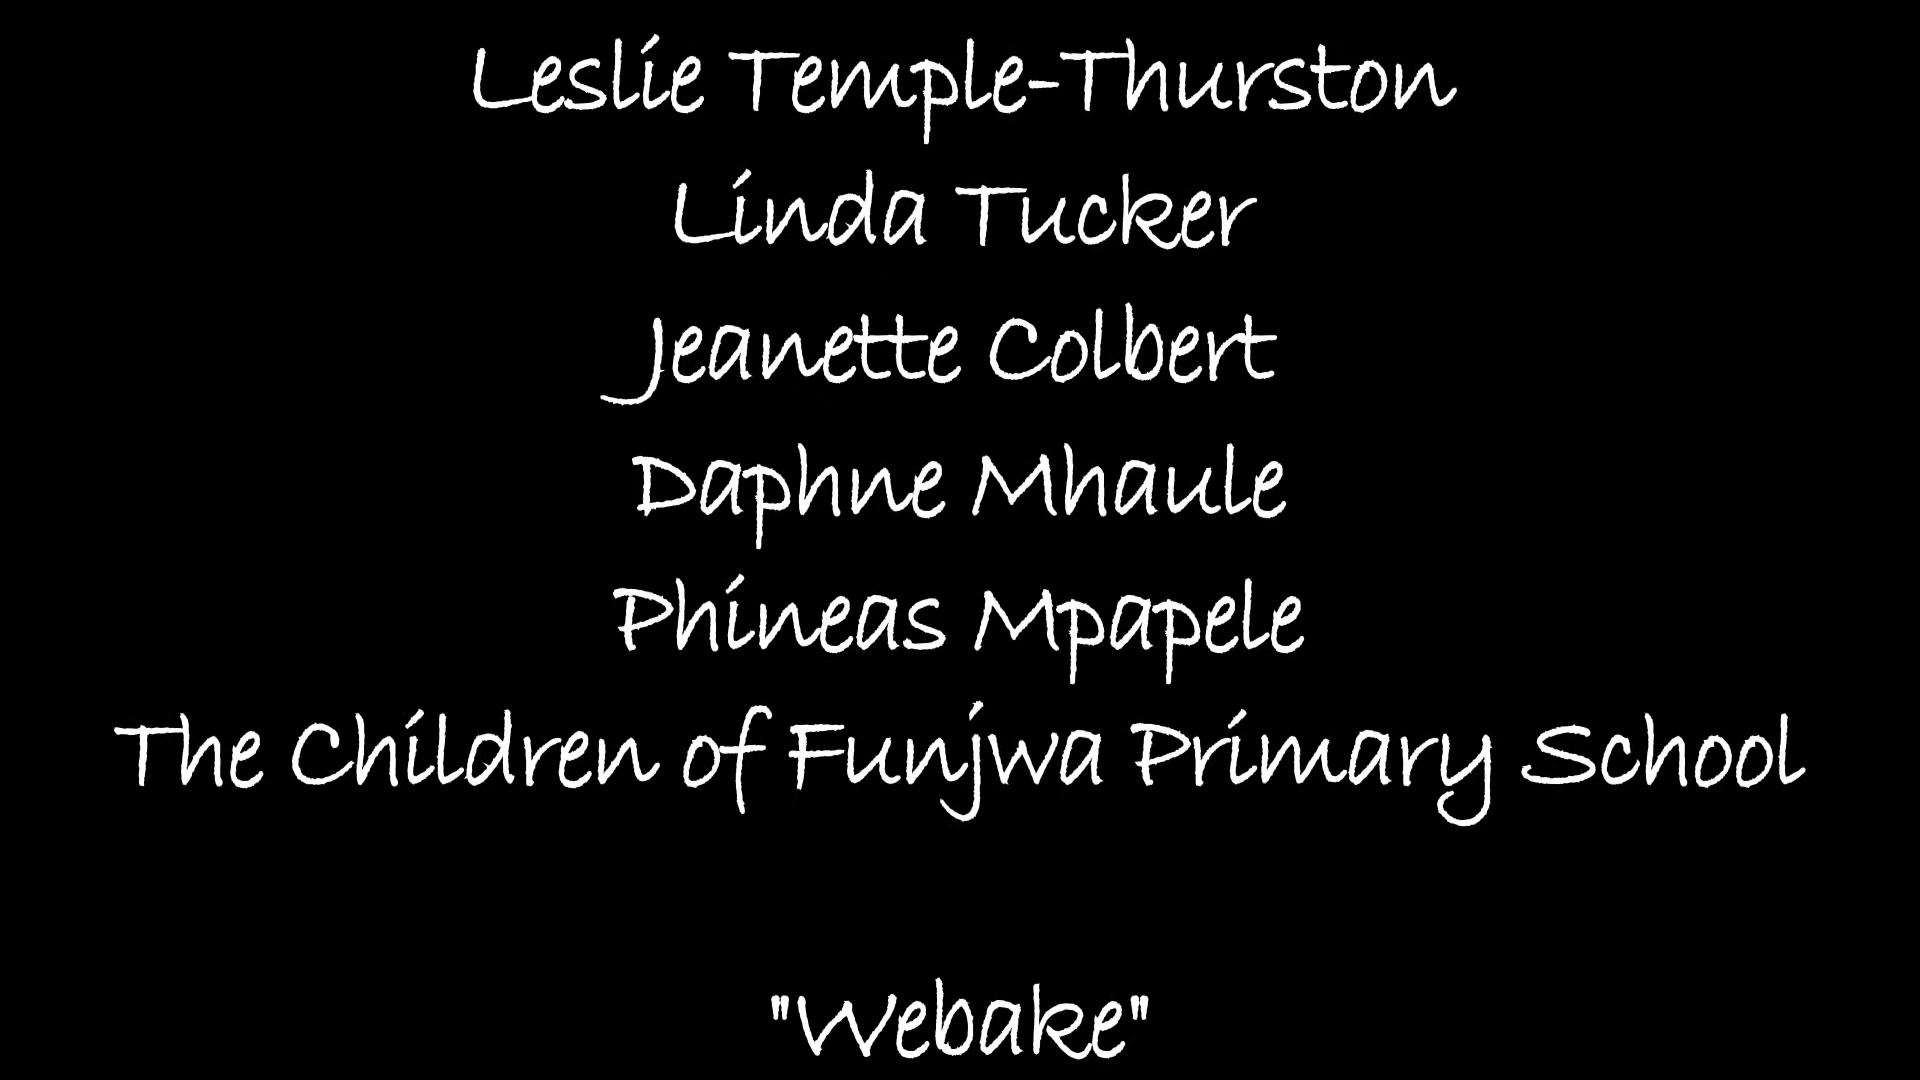 Leslie Temple-Thurston
Linda Tucker
Jeanette Colbert
Daphne Mhaule
Phineas Mpapele
The Children of Funjwa Primary School
"Webake"